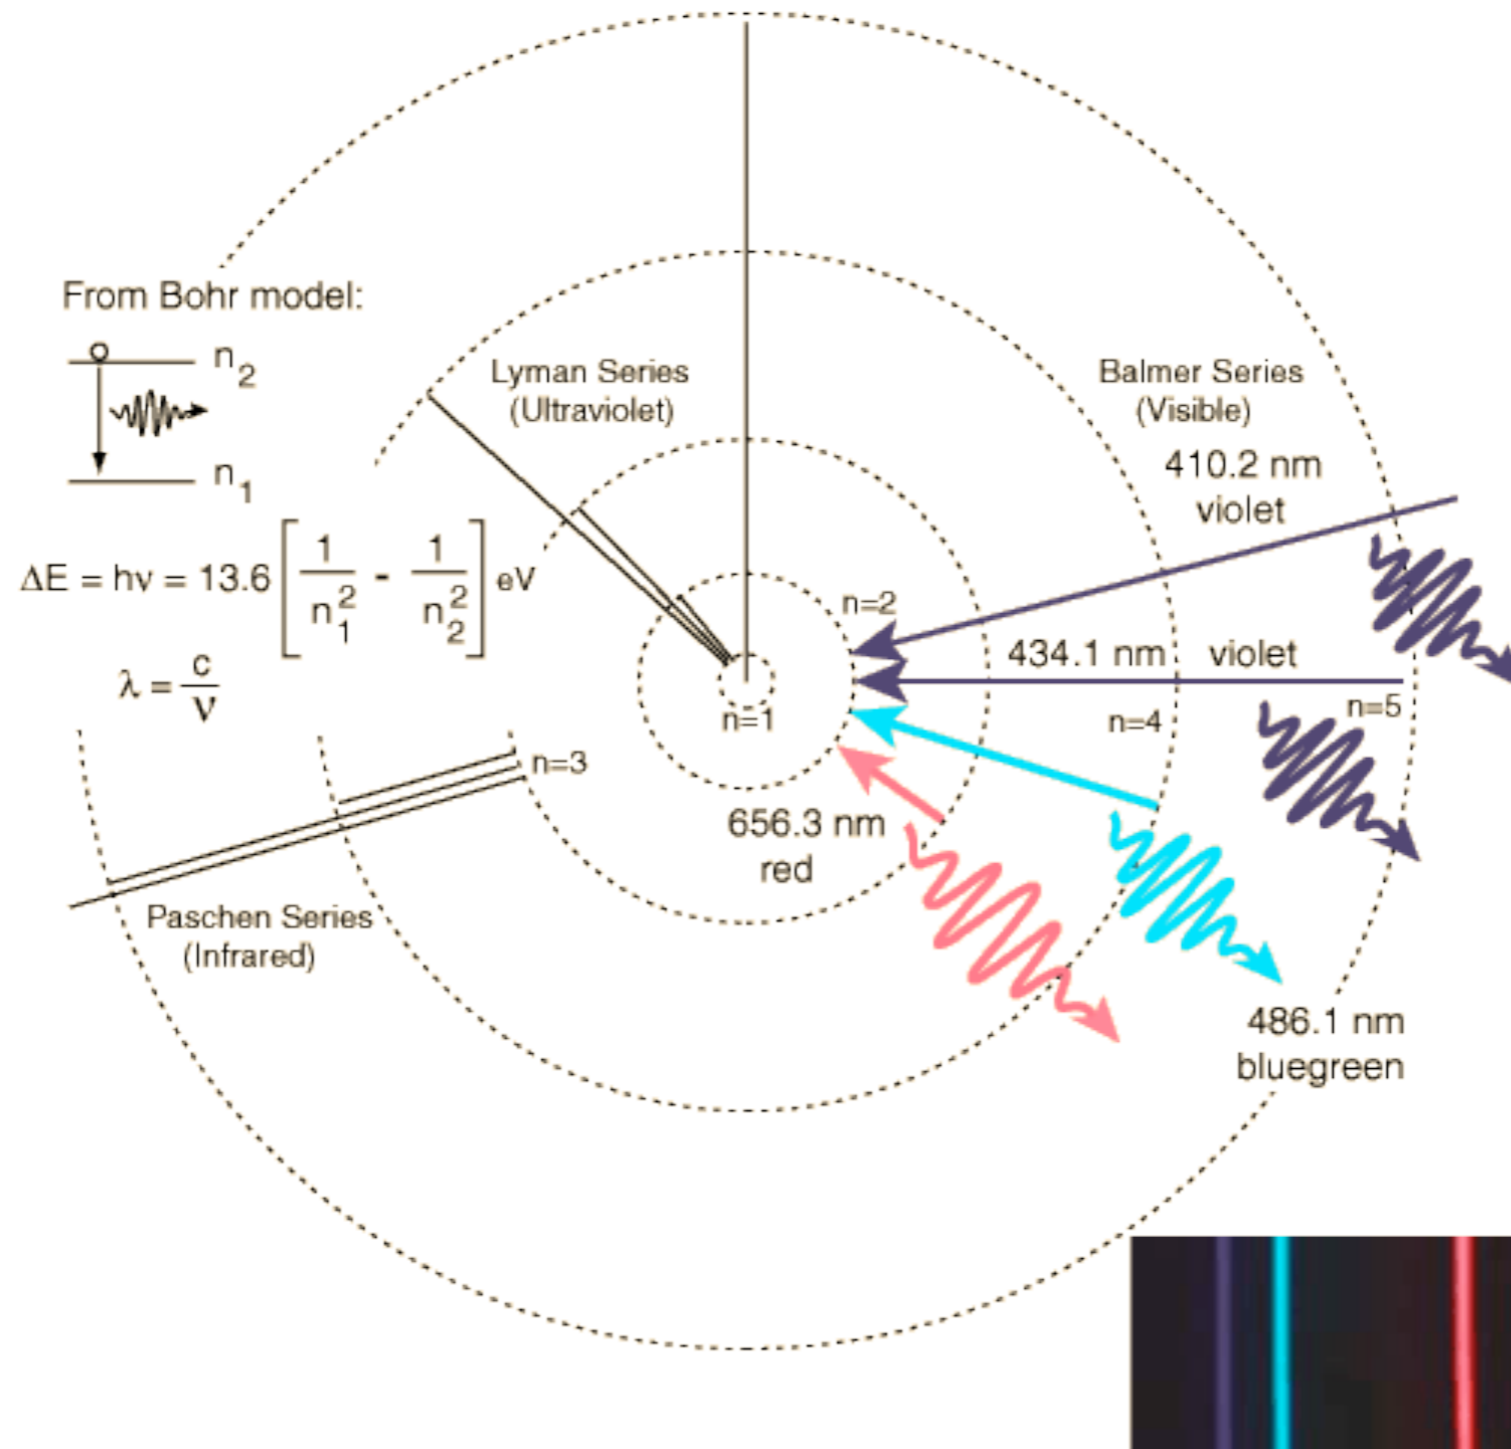 From Bohr model:
n₂
n₁
ΔE = hν = 13.6 [ 1/n₁² - 1/n₂² ] eV
λ = c/ν
Lyman Series
(Ultraviolet)
Balmer Series
(Visible)
410.2 nm
violet
n=2
434.1 nm violet
n=1
n=4
n=5
n=3
656.3 nm
red
Paschen Series
(Infrared)
486.1 nm
bluegreen